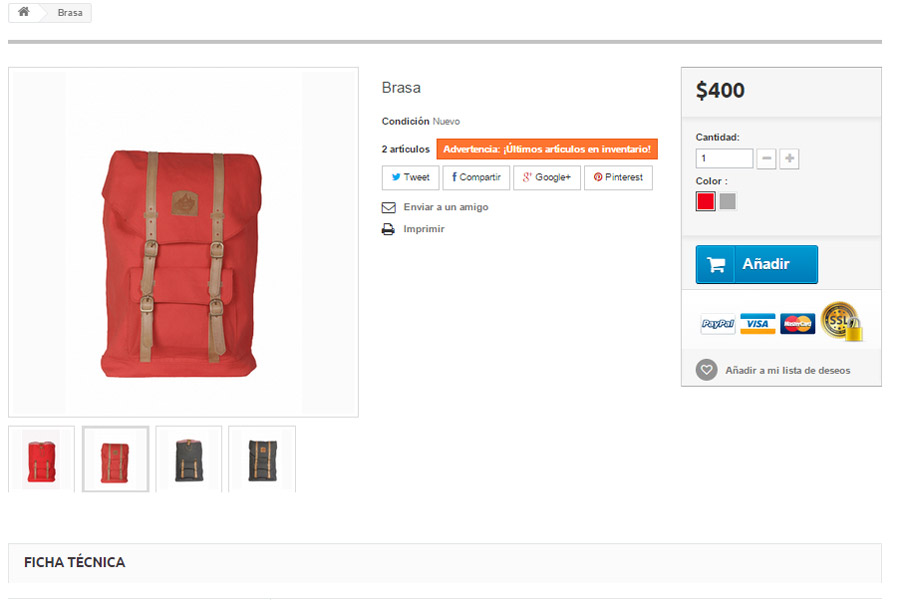 Brasa
Brasa
Condición Nuevo
2 artículos Advertencia: ¡Últimos artículos en inventario!
Tweet Compartir Google+ Pinterest
Enviar a un amigo
Imprimir
$400
Cantidad:
1
Color :
Añadir
PayPal VISA MasterCard SSL
Añadir a mi lista de deseos
FICHA TÉCNICA